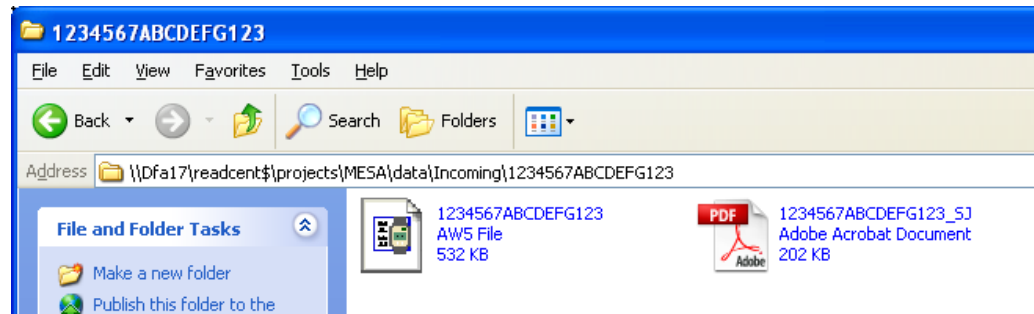 1234567ABCDEFG123
File Edit View Favorites Tools Help
Back Search Folders
Address \\Dfa17\readcent$\projects\MESA\data\Incoming\1234567ABCDEFG123
File and Folder Tasks
Make a new folder
Publish this folder to the
1234567ABCDEFG123
AW5 File
532 KB
PDF
Adobe
1234567ABCDEFG123_SJ
Adobe Acrobat Document
202 KB